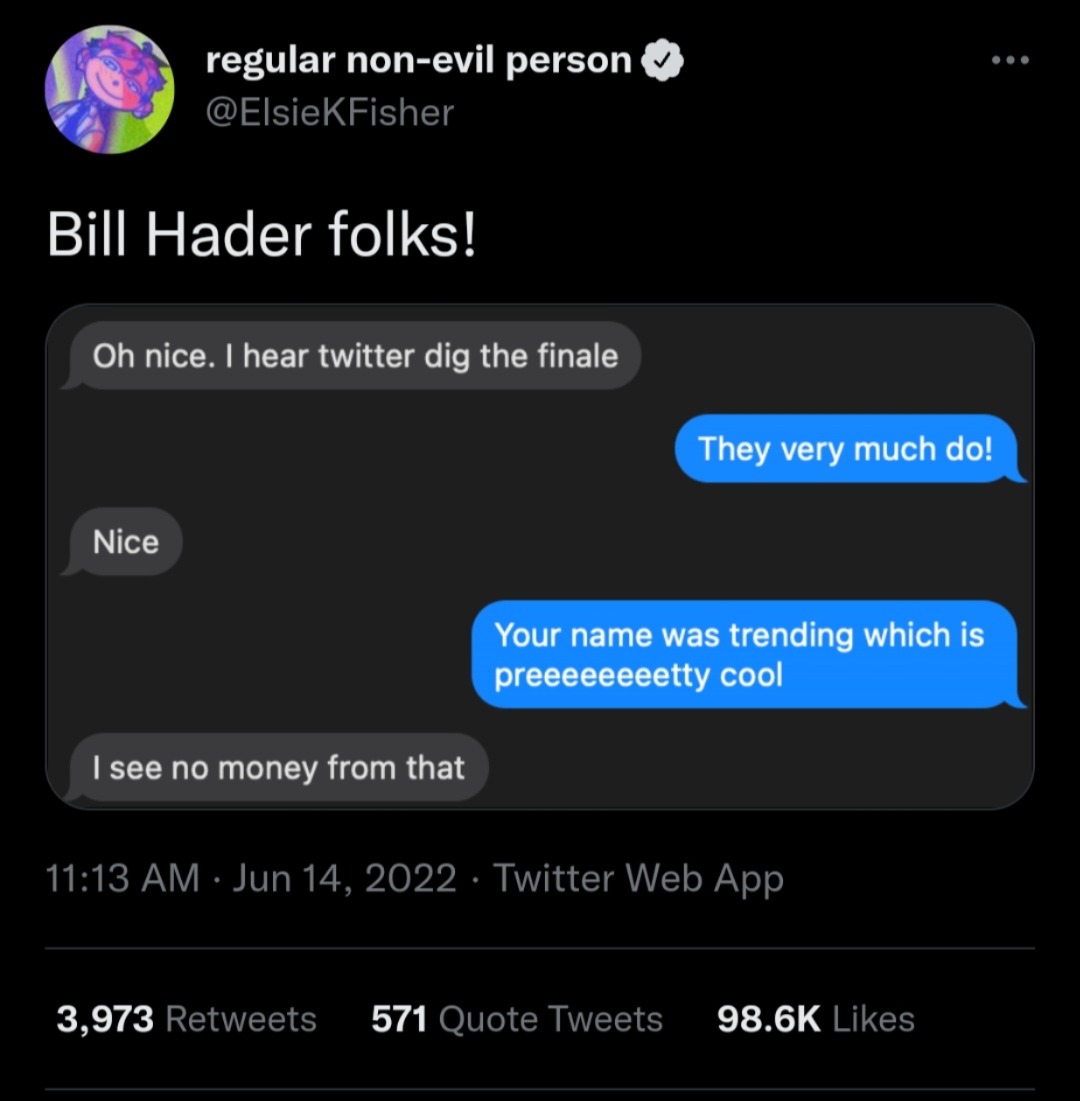 regular non-evil person
@ElsieKFisher
Bill Hader folks!
Oh nice. I hear twitter dig the finale
They very much do!
Nice
Your name was trending which is
preeeeeeeetty cool
I see no money from that
11:13 AM · Jun 14, 2022 · Twitter Web App
3,973 Retweets 571 Quote Tweets 98.6K Likes